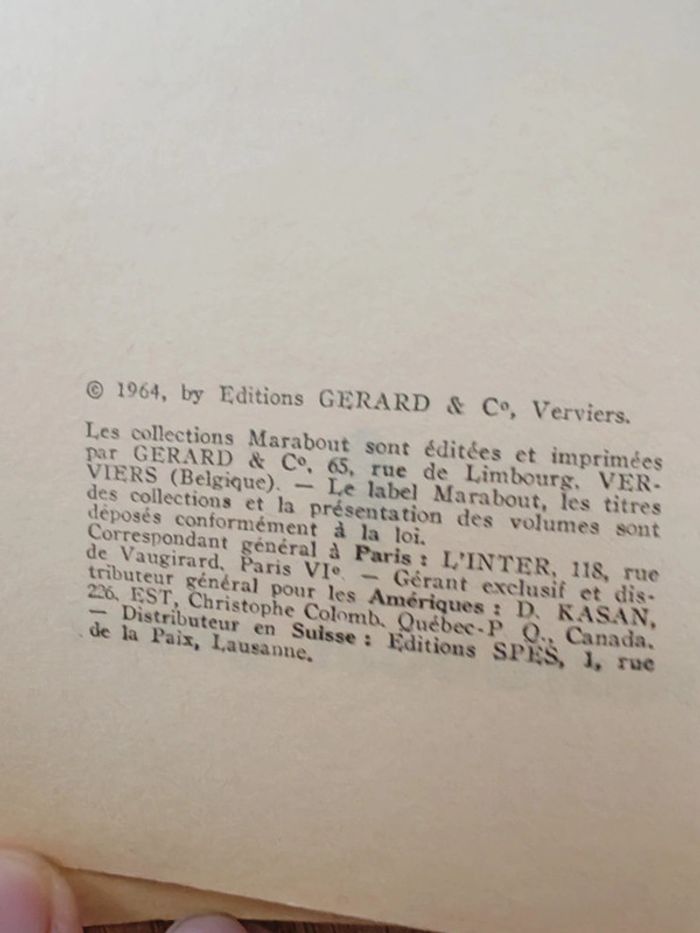 © 1964, by Editions GERARD & Cº, Verviers.
Les collections Marabout sont éditées et imprimées
par GERARD & Cº, 65, rue de Limbourg, VER-
VIERS (Belgique). — Le label Marabout, les titres
des collections et la présentation des volumes sont
déposés conformément à la loi.
Correspondant général à Paris : L'INTER, 118, rue
de Vaugirard, Paris VIe. — Gérant exclusif et dis-
tributeur général pour les Amériques : D. KASAN,
226, EST, Christophe Colomb, Québec-P. Q., Canada.
— Distributeur en Suisse : Editions SPES, 1, rue
de la Paix, Lausanne.